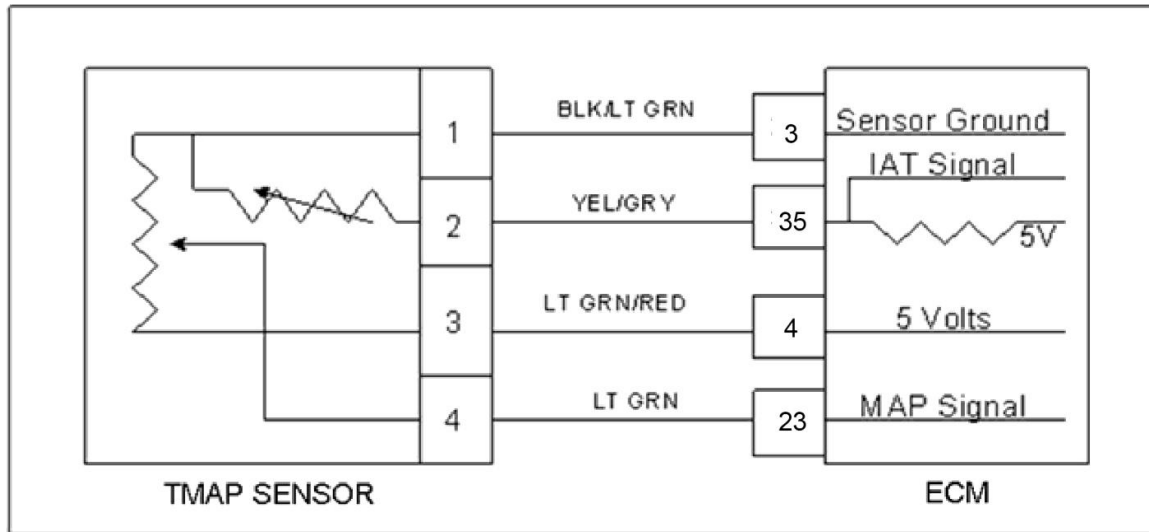 1
BLK/LT GRN
3
Sensor Ground
IAT Signal
2
YEL/GRY
35
5V
3
LT GRN/RED
4
5 Volts
4
LT GRN
23
MAP Signal
TMAP SENSOR
ECM